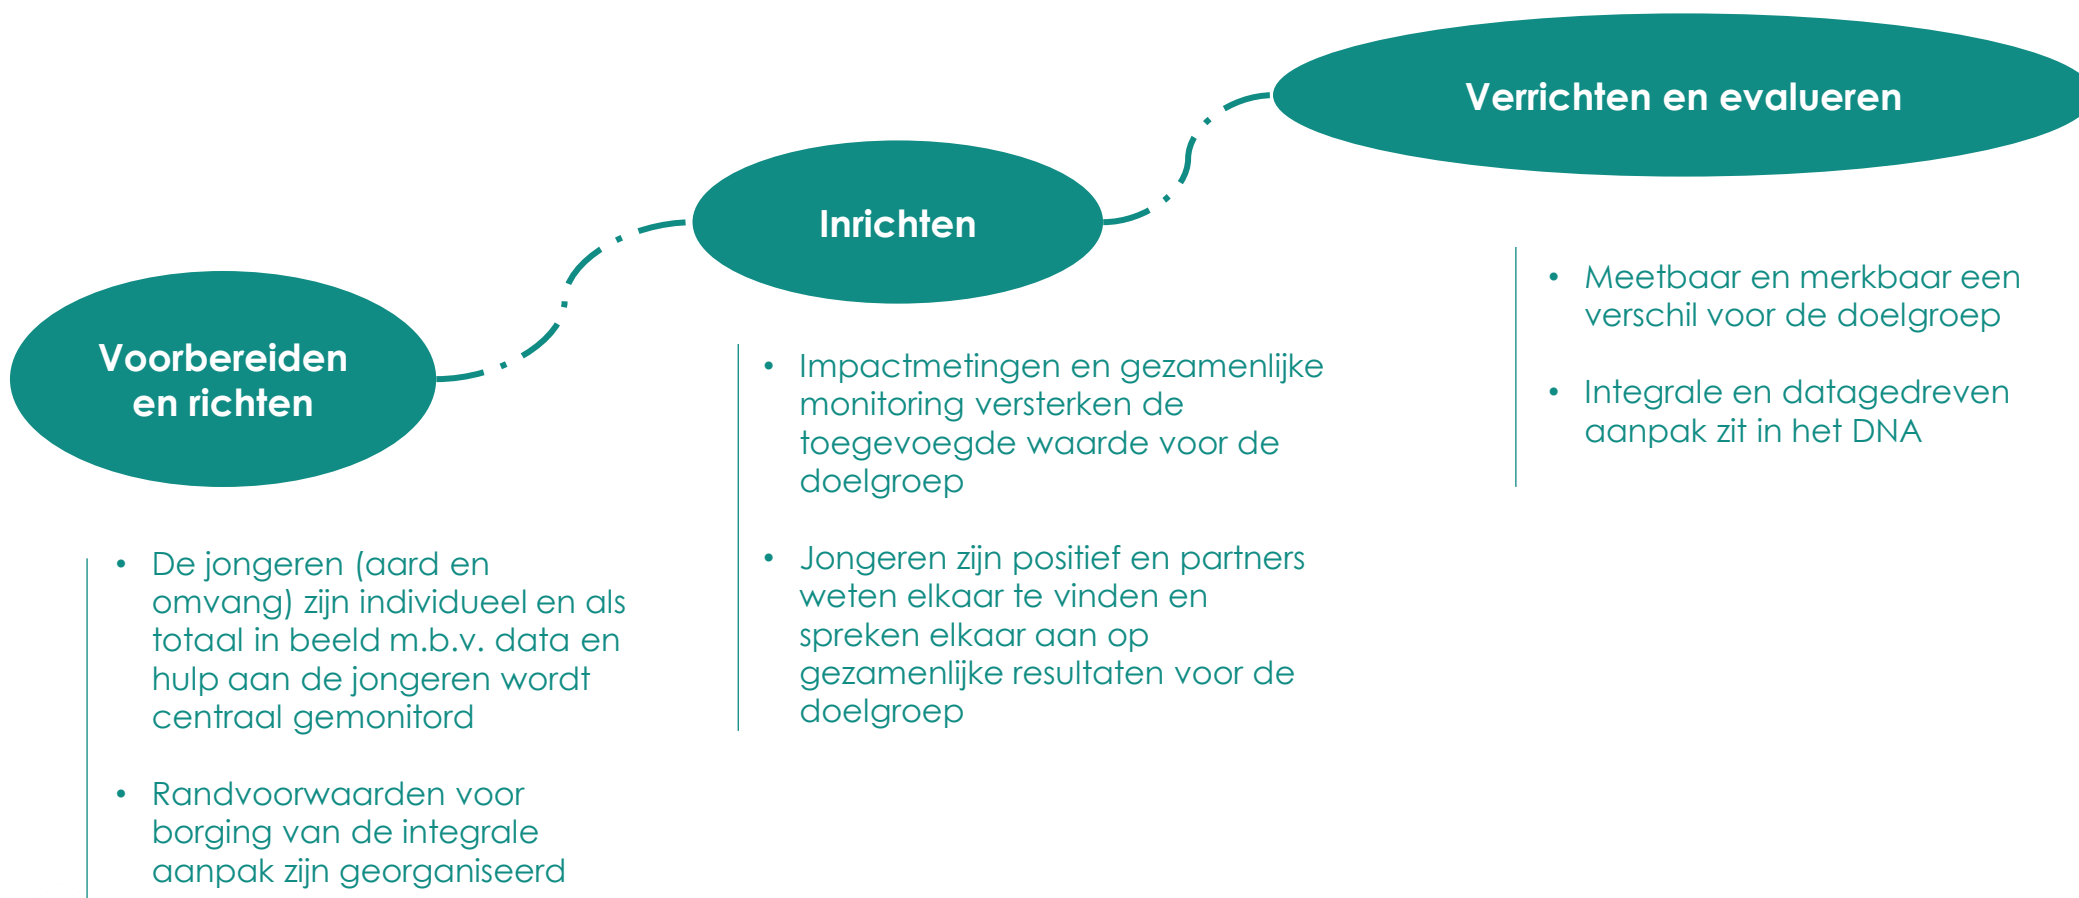 Voorbereiden
en richten
• De jongeren (aard en
omvang) zijn individueel en als
totaal in beeld m.b.v. data en
hulp aan de jongeren wordt
centraal gemonitord
• Randvoorwaarden voor
borging van de integrale
aanpak zijn georganiseerd
Inrichten
• Impactmetingen en gezamenlijke
monitoring versterken de
toegevoegde waarde voor de
doelgroep
• Jongeren zijn positief en partners
weten elkaar te vinden en
spreken elkaar aan op
gezamenlijke resultaten voor de
doelgroep
Verrichten en evalueren
• Meetbaar en merkbaar een
verschil voor de doelgroep
• Integrale en datagedreven
aanpak zit in het DNA